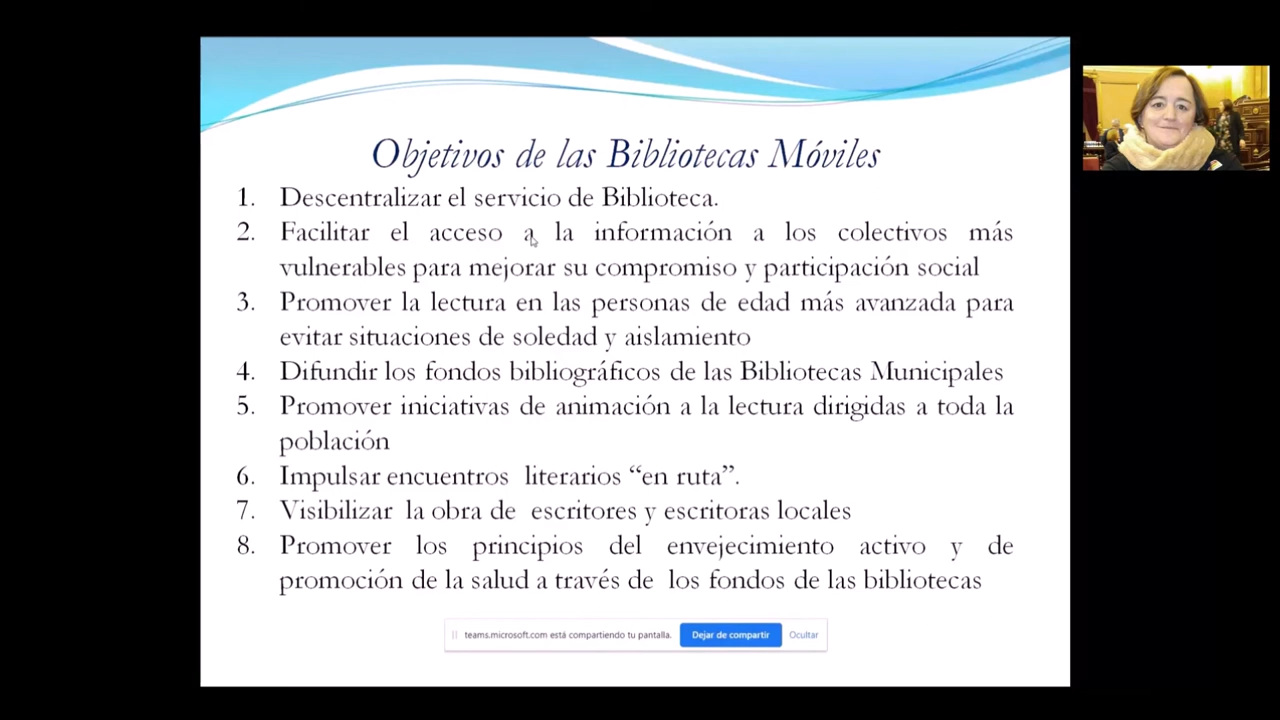 Objetivos de las Bibliotecas Móviles
1. Descentralizar el servicio de Biblioteca.
2. Facilitar el acceso a la información a los colectivos más
vulnerables para mejorar su compromiso y participación social
3. Promover la lectura en las personas de edad más avanzada para
evitar situaciones de soledad y aislamiento
4. Difundir los fondos bibliográficos de las Bibliotecas Municipales
5. Promover iniciativas de animación a la lectura dirigidas a toda la
población
6. Impulsar encuentros literarios “en ruta”.
7. Visibilizar la obra de escritores y escritoras locales
8. Promover los principios del envejecimiento activo y de
promoción de la salud a través de los fondos de las bibliotecas
teams.microsoft.com está compartiendo tu pantalla. Dejar de compartir Ocultar